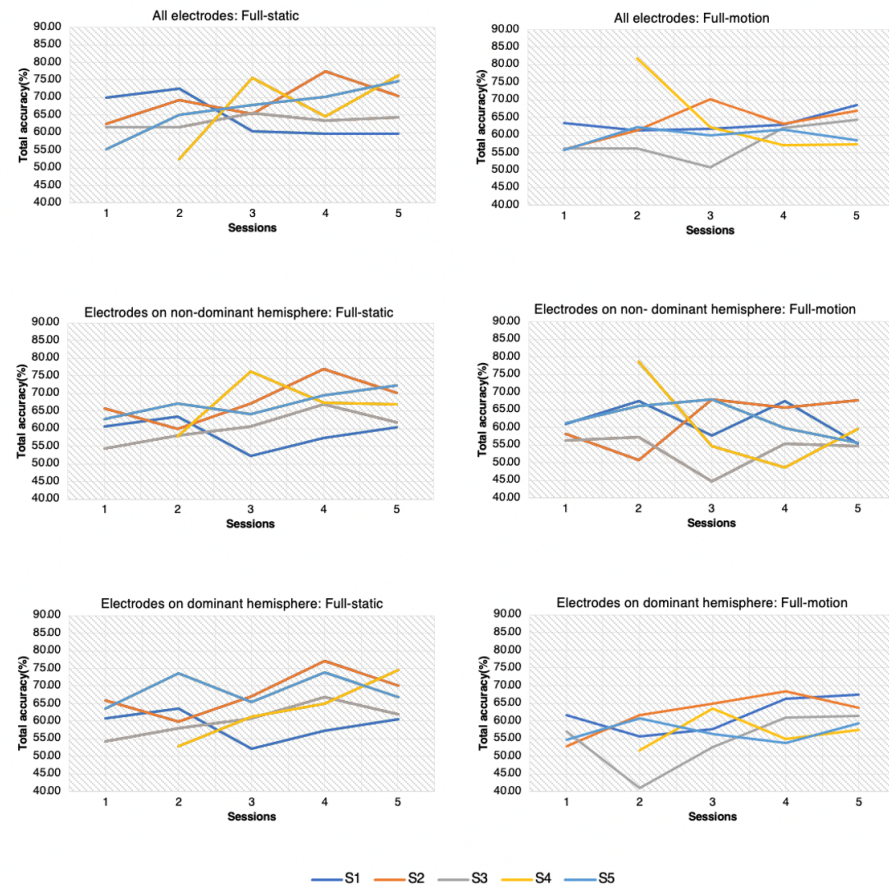 All electrodes: Full-static
90.00
85.00
80.00
75.00
70.00
65.00
60.00
55.00
50.00
45.00
40.00
Total accuracy(%)
1 2 3 4 5
Sessions
All electrodes: Full-motion
90.00
85.00
80.00
75.00
70.00
65.00
60.00
55.00
50.00
45.00
40.00
Total accuracy(%)
1 2 3 4 5
Sessions
Electrodes on non-dominant hemisphere: Full-static
90.00
85.00
80.00
75.00
70.00
65.00
60.00
55.00
50.00
45.00
40.00
Total accuracy(%)
1 2 3 4 5
Sessions
Electrodes on non- dominant hemisphere: Full-motion
90.00
85.00
80.00
75.00
70.00
65.00
60.00
55.00
50.00
45.00
40.00
Total accuracy(%)
1 2 3 4 5
Sessions
Electrodes on dominant hemisphere: Full-static
90.00
85.00
80.00
75.00
70.00
65.00
60.00
55.00
50.00
45.00
40.00
Total accuracy(%)
1 2 3 4 5
Sessions
Electrodes on dominant hemisphere: Full-motion
90.00
85.00
80.00
75.00
70.00
65.00
60.00
55.00
50.00
45.00
40.00
Total accuracy(%)
1 2 3 4 5
Sessions
S1 S2 S3 S4 S5